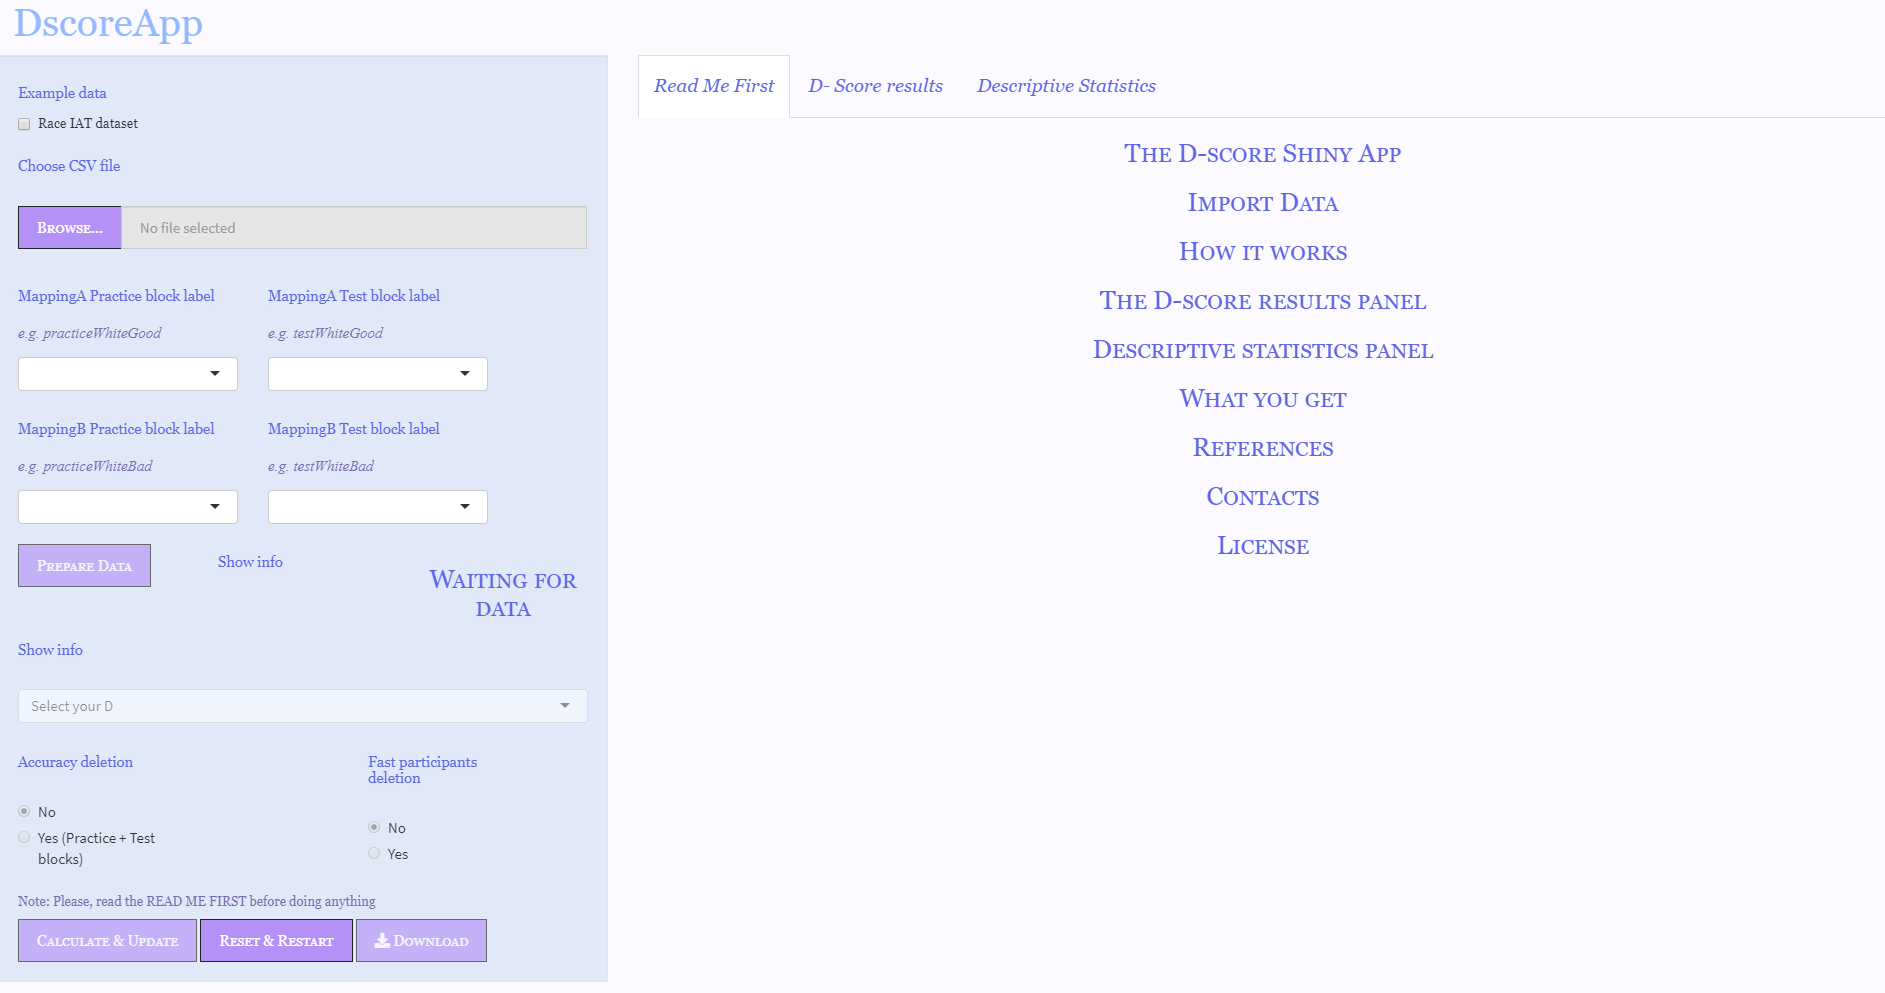 DscoreApp
Example data
Race IAT dataset
Choose CSV file
Browse... No file selected
MappingA Practice block label MappingA Test block label
e.g. practiceWhiteGood e.g. testWhiteGood
MappingB Practice block label MappingB Test block label
e.g. practiceWhiteBad e.g. testWhiteBad
Prepare Data Show info
Waiting for
data
Show info
Select your D
Accuracy deletion
No
Yes (Practice + Test
blocks)
Fast participants
deletion
No
Yes
Note: Please, read the READ ME FIRST before doing anything
Calculate & Update Reset & Restart Download
Read Me First D- Score results Descriptive Statistics
The D-score Shiny App
Import Data
How it works
The D-score results panel
Descriptive statistics panel
What you get
References
Contacts
License